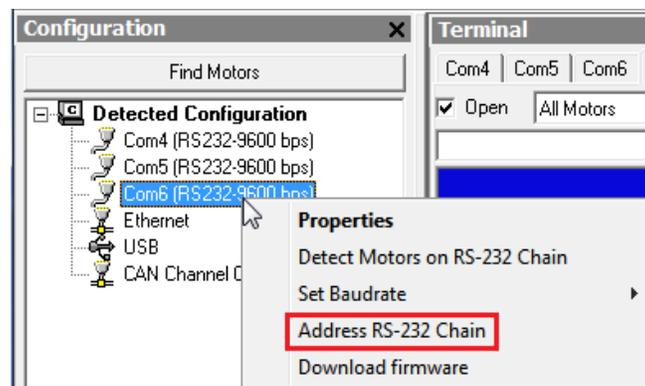 Configuration
Find Motors
Detected Configuration
Com4 (RS232-9600 bps)
Com5 (RS232-9600 bps)
Com6 (RS232-9600 bps)
Ethernet
USB
CAN Channel
Terminal
Com4 Com5 Com6
Open All Motors
Properties
Detect Motors on RS-232 Chain
Set Baudrate
Address RS-232 Chain
Download firmware